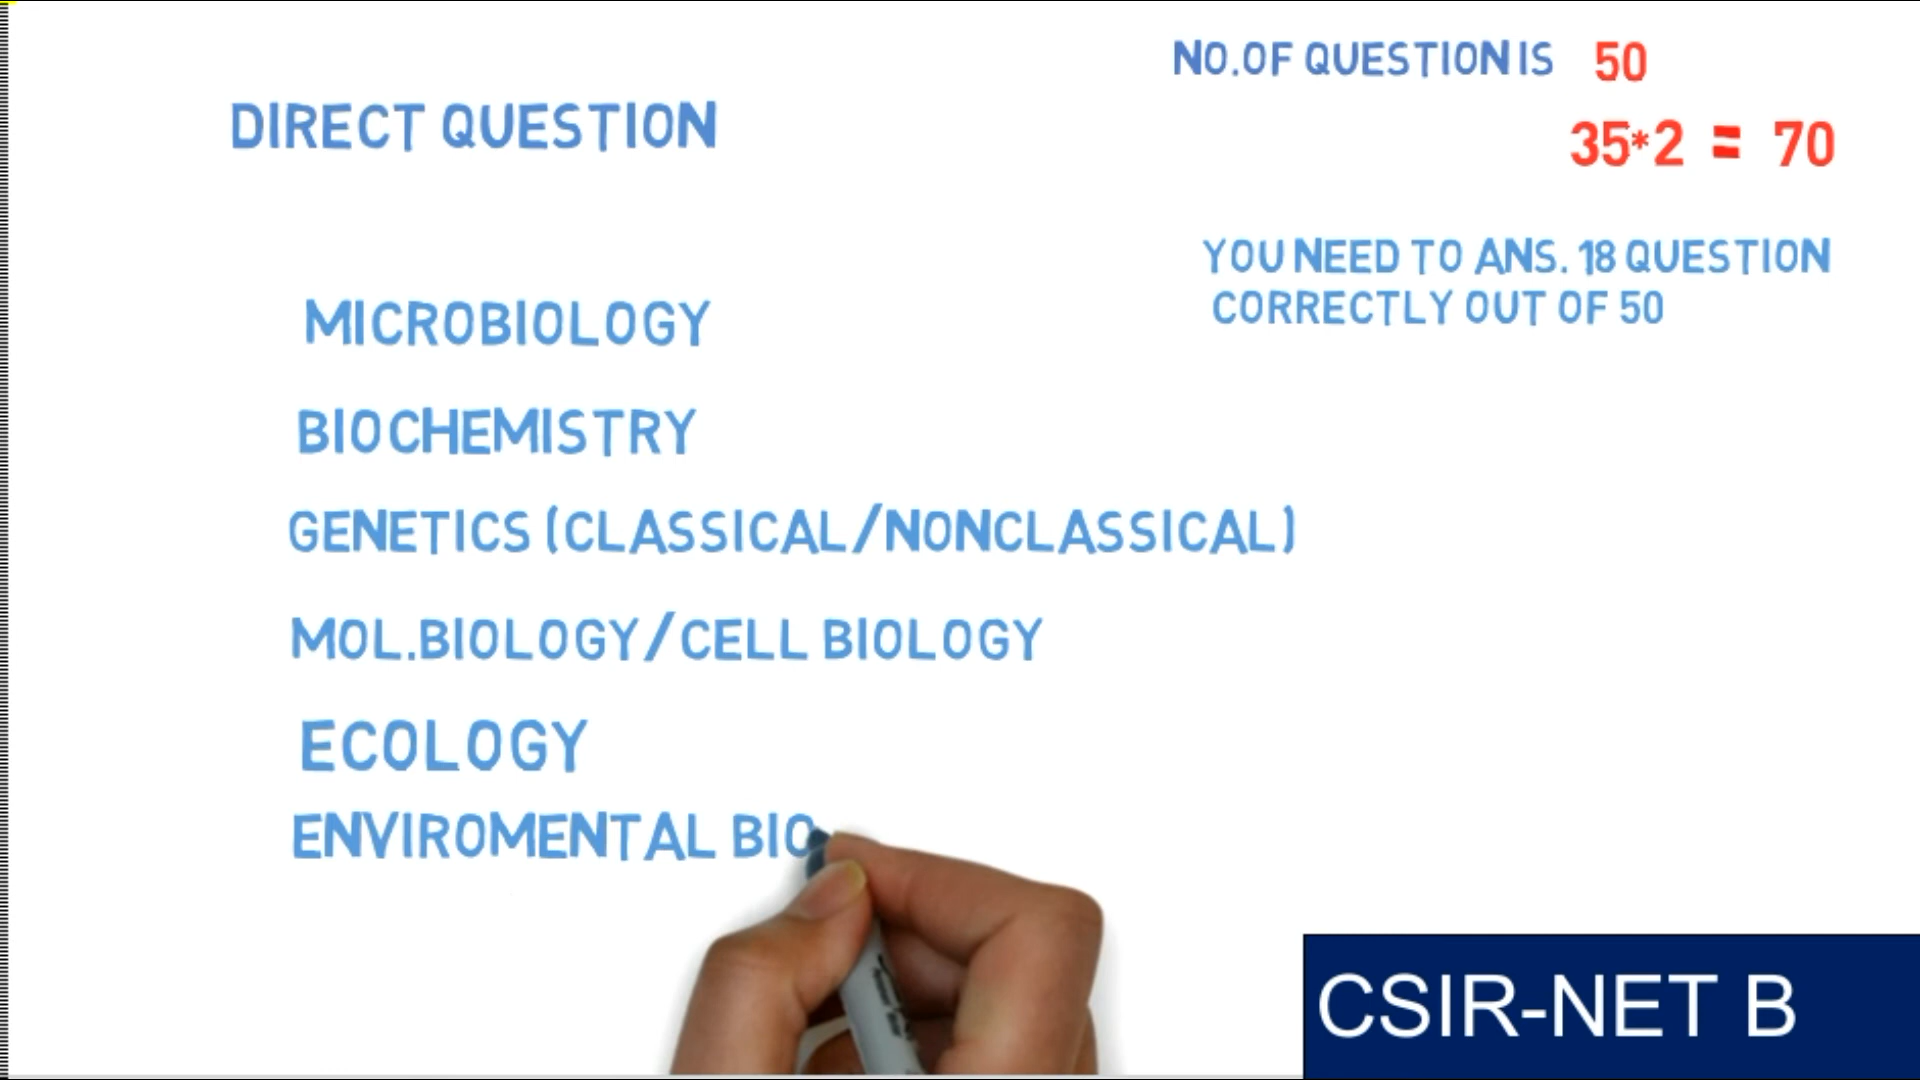 NO.OF QUESTION IS 50
DIRECT QUESTION
35*2 = 70
YOU NEED TO ANS. 18 QUESTION
CORRECTLY OUT OF 50
MICROBIOLOGY
BIOCHEMISTRY
GENETICS (CLASSICAL/NONCLASSICAL)
MOL.BIOLOGY/CELL BIOLOGY
ECOLOGY
ENVIROMENTAL BIO
CSIR-NET B